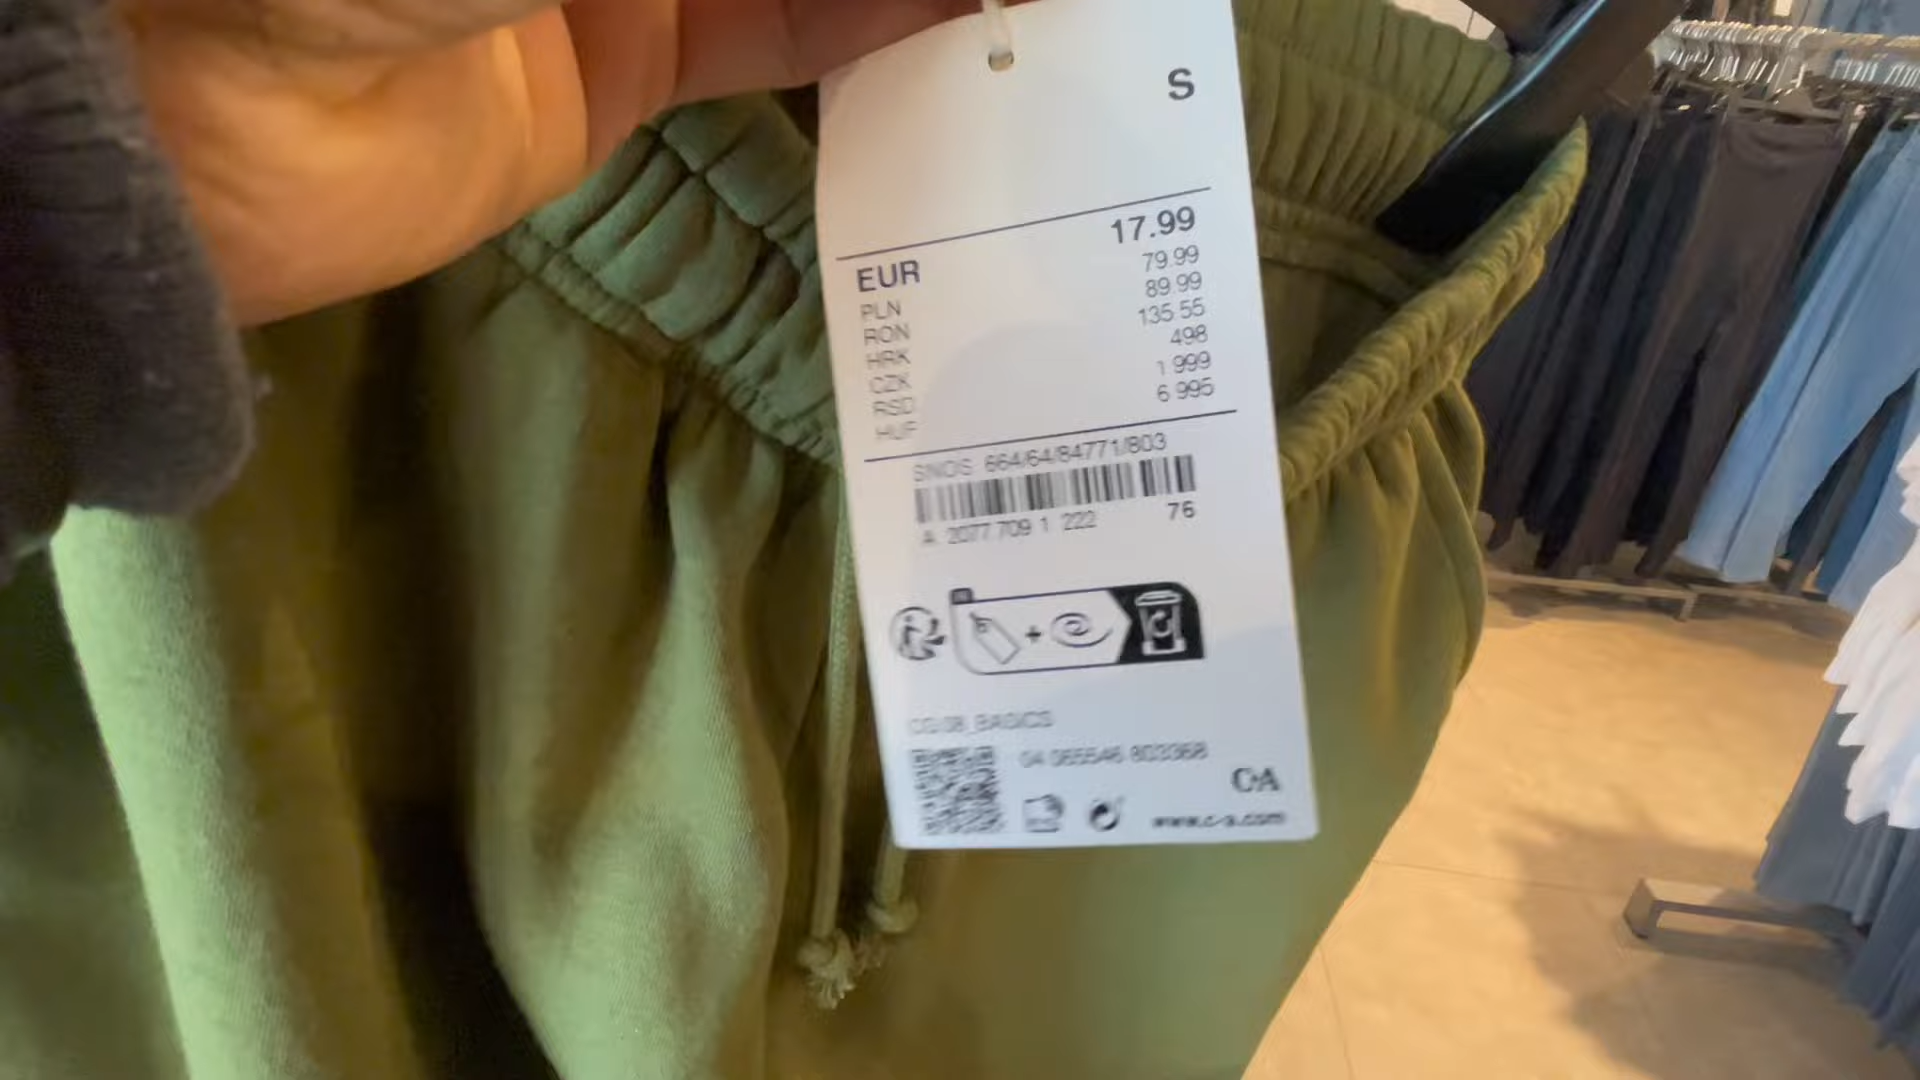 S
EUR 17.99
PLN 79.99
RON 89.99
HRK 135.55
CZK 498
RSD 1 999
HUF 6 995
664/64/84771/803
A 2077 709 1 222 76
CG:08_BASICS
C&A
www.c-a.com